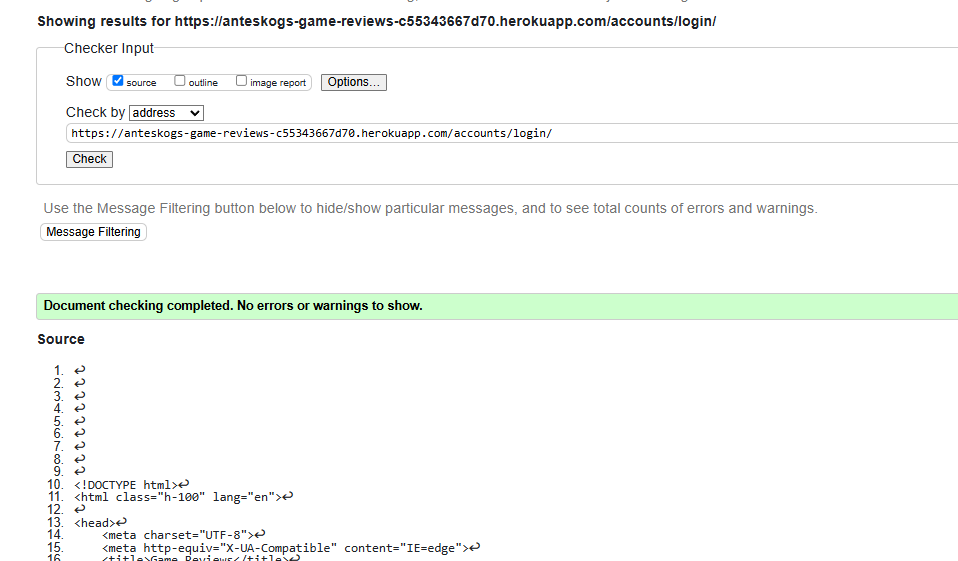 Showing results for https://anteskogs-game-reviews-c55343667d70.herokuapp.com/accounts/login/
Checker Input
Show source outline image report Options...
Check by address
https://anteskogs-game-reviews-c55343667d70.herokuapp.com/accounts/login/
Check
Use the Message Filtering button below to hide/show particular messages, and to see total counts of errors and warnings.
Message Filtering
Document checking completed. No errors or warnings to show.
Source
1. ↩
2. ↩
3. ↩
4. ↩
5. ↩
6. ↩
7. ↩
8. ↩
9. ↩
10. <!DOCTYPE html>↩
11. <html class="h-100" lang="en">↩
12. ↩
13. <head>↩
14. <meta charset="UTF-8">↩
15. <meta http-equiv="X-UA-Compatible" content="IE=edge">↩
16. <title>Game Reviews</title>↩